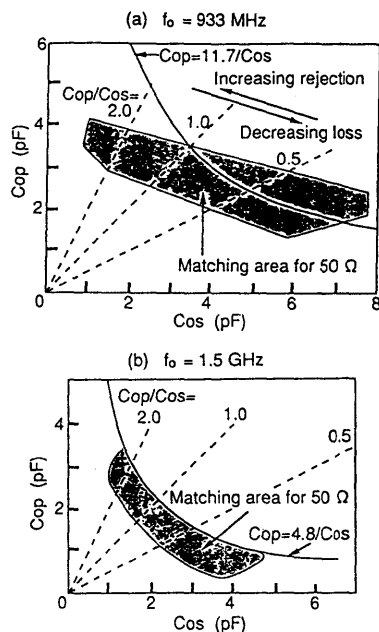 (a) f₀ = 933 MHz
6
4
2
0
Cop (pF)
Cop=11.7/Cos
Increasing rejection
Decreasing loss
Cop/Cos=
2.0
1.0
0.5
Matching area for 50 Ω
2
4
6
8
Cos (pF)
(b) f₀ = 1.5 GHz
4
2
0
Cop (pF)
Cop/Cos=
2.0
1.0
0.5
Matching area for 50 Ω
Cop=4.8/Cos
2
4
6
Cos (pF)